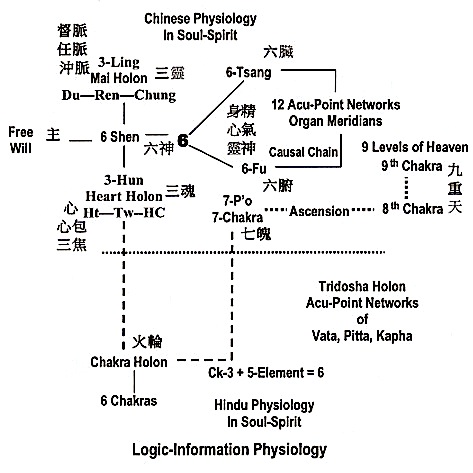 Chinese Physiology
In Soul-Spirit
督脈
任脈
沖脈
3-Ling
Mai Holon
三靈
Du—Ren—Chung
六臟
6-Tsang
12 Acu-Point Networks
Organ Meridians
Free
Will
主
6 Shen
六神
6
身精
心氣
靈神
Causal Chain
6-Fu
六腑
9 Levels of Heaven
9th Chakra
8th Chakra
九重天
3-Hun
Heart Holon
三魂
Ht—Tw—HC
心
心包
三焦
7-P'o
7-Chakra
七魄
Ascension
Tridosha Holon
Acu-Point Networks
of
Vata, Pitta, Kapha
火輪
Chakra Holon
6 Chakras
Ck-3 + 5-Element = 6
Hindu Physiology
In Soul-Spirit
Logic-Information Physiology